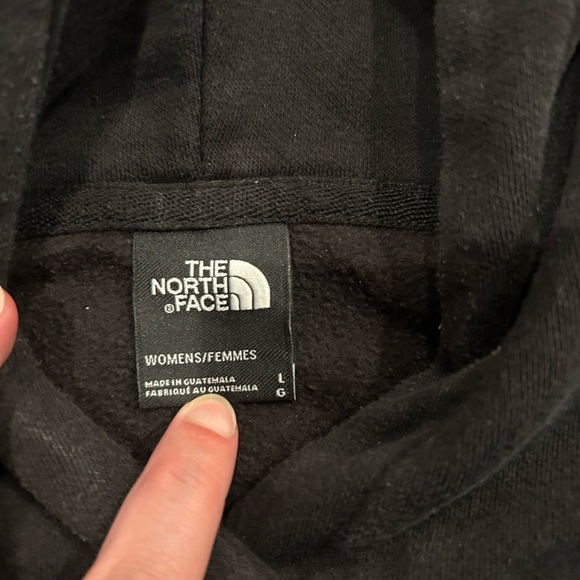 THE
NORTH
®FACE
WOMENS/FEMMES
MADE IN GUATEMALA L
FABRIQUÉ AU GUATEMALA G